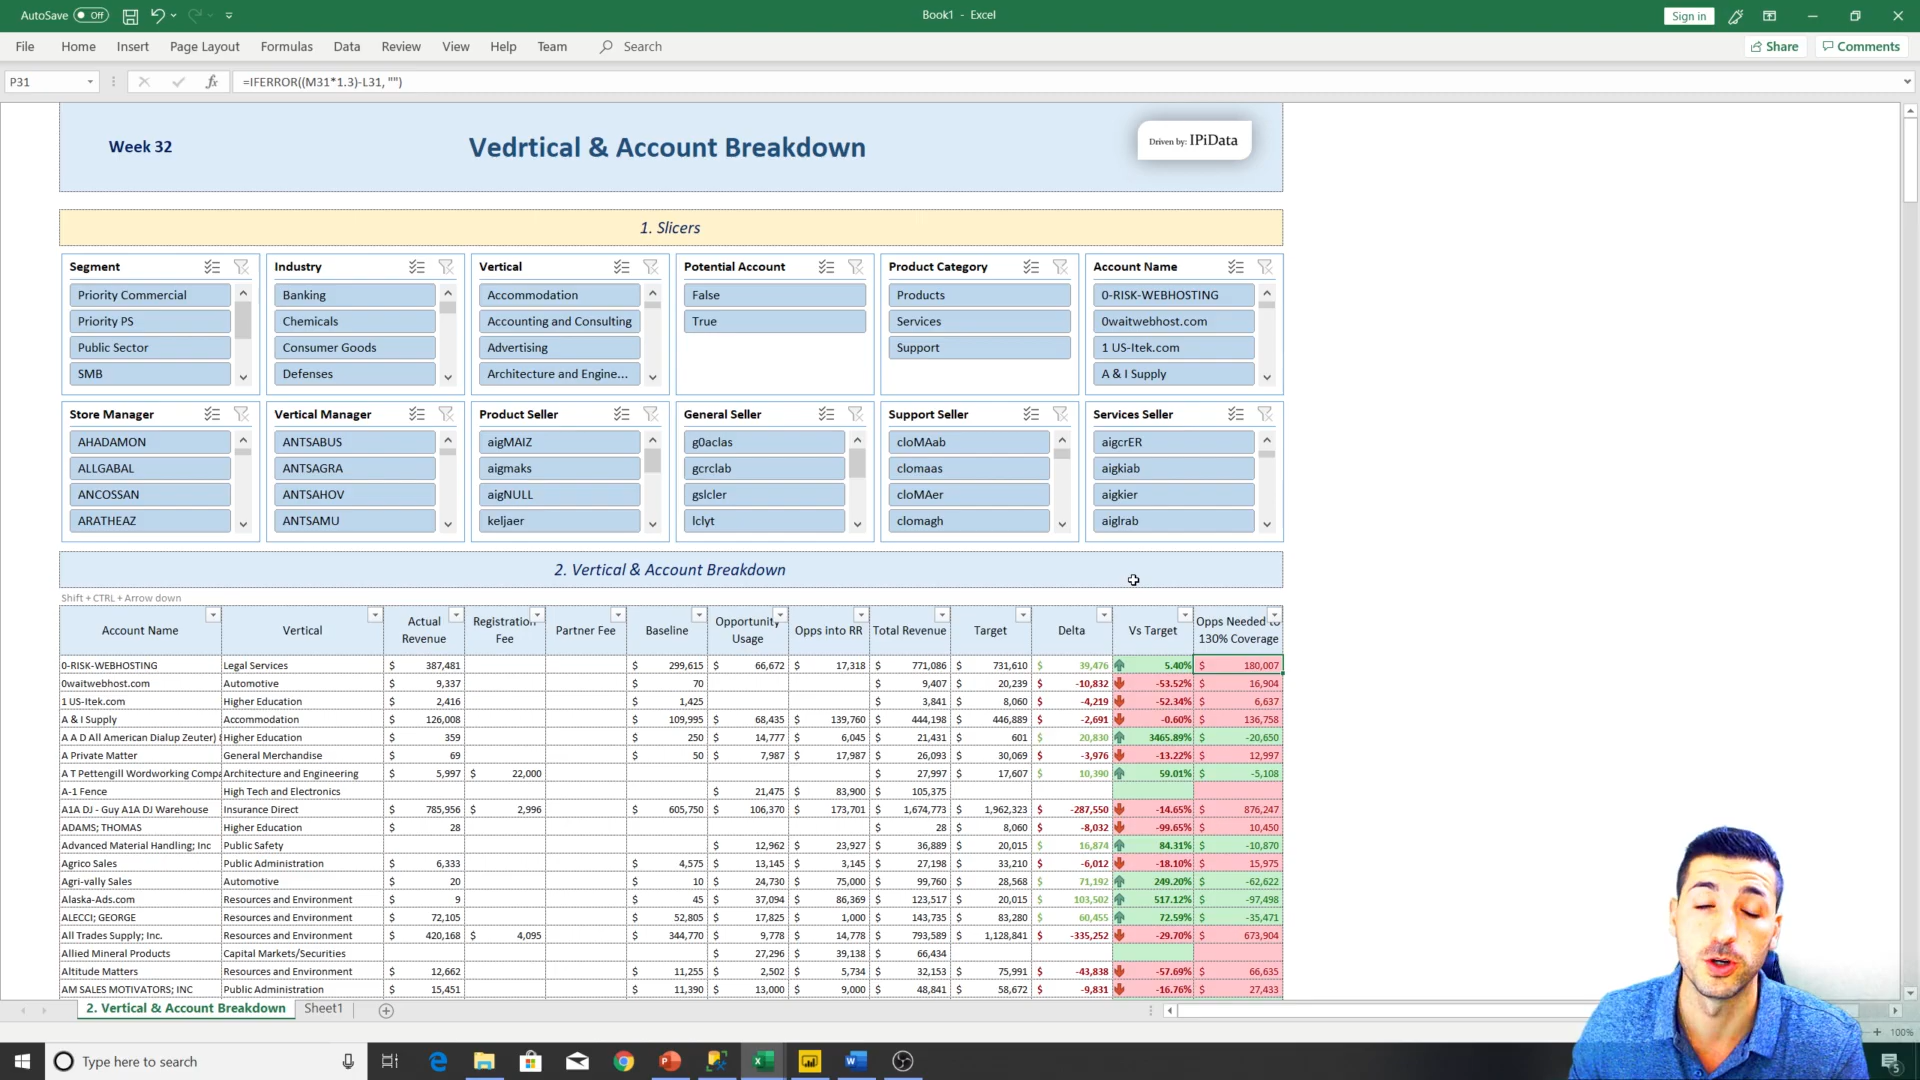 AutoSave Off Book1 - Excel Sign in
File Home Insert Page Layout Formulas Data Review View Help Team Search Share Comments
P31 fx =IFERROR((M31*1.3)-L31, "")
Week 32 Vedrtical & Account Breakdown Driven by: IPiData
1. Slicers
Segment Industry Vertical Potential Account Product Category Account Name
Priority Commercial Banking Accommodation False Products 0-RISK-WEBHOSTING
Priority PS Chemicals Accounting and Consulting True Services 0waitwebhost.com
Public Sector Consumer Goods Advertising Support 1 US-Itek.com
SMB Defenses Architecture and Engine... A & I Supply
Store Manager Vertical Manager Product Seller General Seller Support Seller Services Seller
AHADAMON ANTSABUS aigMAIZ g0aclas cloMAab aigcrER
ALLGABAL ANTSAGRA aigmaks gcrclab clomaas aigkiab
ANCOSSAN ANTSAHOV aigNULL gslcler cloMAer aigkier
ARATHEAZ ANTSAMU keljaer lclyt clomagh aiglrab
2. Vertical & Account Breakdown
Shift + CTRL + Arrow down
Account Name Vertical Actual Revenue Registration Fee Partner Fee Baseline Opportunity Usage Opps into RR Total Revenue Target Delta Vs Target Opps Needed to 130% Coverage
0-RISK-WEBHOSTING Legal Services $ 387,481 $ 299,615 $ 66,672 $ 17,318 $ 771,086 $ 731,610 $ 39,476 5.40% $ 180,007
0waitwebhost.com Automotive $ 9,337 $ 70 $ 9,407 $ 20,239 $ -10,832 -53.52% $ 16,904
1 US-Itek.com Higher Education $ 2,416 $ 1,425 $ 3,841 $ 8,060 $ -4,219 -52.34% $ 6,637
A & I Supply Accommodation $ 126,008 $ 109,995 $ 68,435 $ 139,760 $ 444,198 $ 446,889 $ -2,691 -0.60% $ 136,758
A A D All American Dialup Zeuter) Higher Education $ 359 $ 250 $ 14,777 $ 6,045 $ 21,431 $ 601 $ 20,830 3465.89% $ -20,650
A Private Matter General Merchandise $ 69 $ 50 $ 7,987 $ 17,987 $ 26,093 $ 30,069 $ -3,976 -13.22% $ 12,997
A T Pettengill Wordworking Compa Architecture and Engineering $ 5,997 $ 22,000 $ 27,997 $ 17,607 $ 10,390 59.01% $ -5,108
A-1 Fence High Tech and Electronics $ 21,475 $ 83,900 $ 105,375
A1A DJ - Guy A1A DJ Warehouse Insurance Direct $ 785,956 $ 2,996 $ 605,750 $ 106,370 $ 173,701 $ 1,674,773 $ 1,962,323 $ -287,550 -14.65% $ 876,247
ADAMS; THOMAS Higher Education $ 28 $ 28 $ 8,060 $ -8,032 -99.65% $ 10,450
Advanced Material Handling; Inc Public Safety $ 12,962 $ 23,927 $ 36,889 $ 20,015 $ 16,874 84.31% $ -10,870
Agrico Sales Public Administration $ 6,333 $ 4,575 $ 13,145 $ 3,145 $ 27,198 $ 33,210 $ -6,012 -18.10% $ 15,975
Agri-vally Sales Automotive $ 20 $ 10 $ 24,730 $ 75,000 $ 99,760 $ 28,568 $ 71,192 249.20% $ -62,622
Alaska-Ads.com Resources and Environment $ 9 $ 45 $ 37,094 $ 86,369 $ 123,517 $ 20,015 $ 103,502 517.12% $ -97,498
ALECCI; GEORGE Resources and Environment $ 72,105 $ 52,805 $ 17,825 $ 1,000 $ 143,735 $ 83,280 $ 60,455 72.59% $ -35,471
All Trades Supply; Inc. Resources and Environment $ 420,168 $ 4,095 $ 344,770 $ 9,778 $ 14,778 $ 793,589 $ 1,128,841 $ -335,252 -29.70% $ 673,904
Allied Mineral Products Capital Markets/Securities $ 27,296 $ 39,138 $ 66,434
Altitude Matters Resources and Environment $ 12,662 $ 11,255 $ 2,502 $ 5,734 $ 32,153 $ 75,991 $ -43,838 -57.69% $ 66,635
AM SALES MOTIVATORS; INC Public Administration $ 15,451 $ 11,390 $ 13,000 $ 9,000 $ 48,841 $ 58,672 $ -9,831 -16.76% $ 27,433
2. Vertical & Account Breakdown Sheet1
100%
Type here to search
5